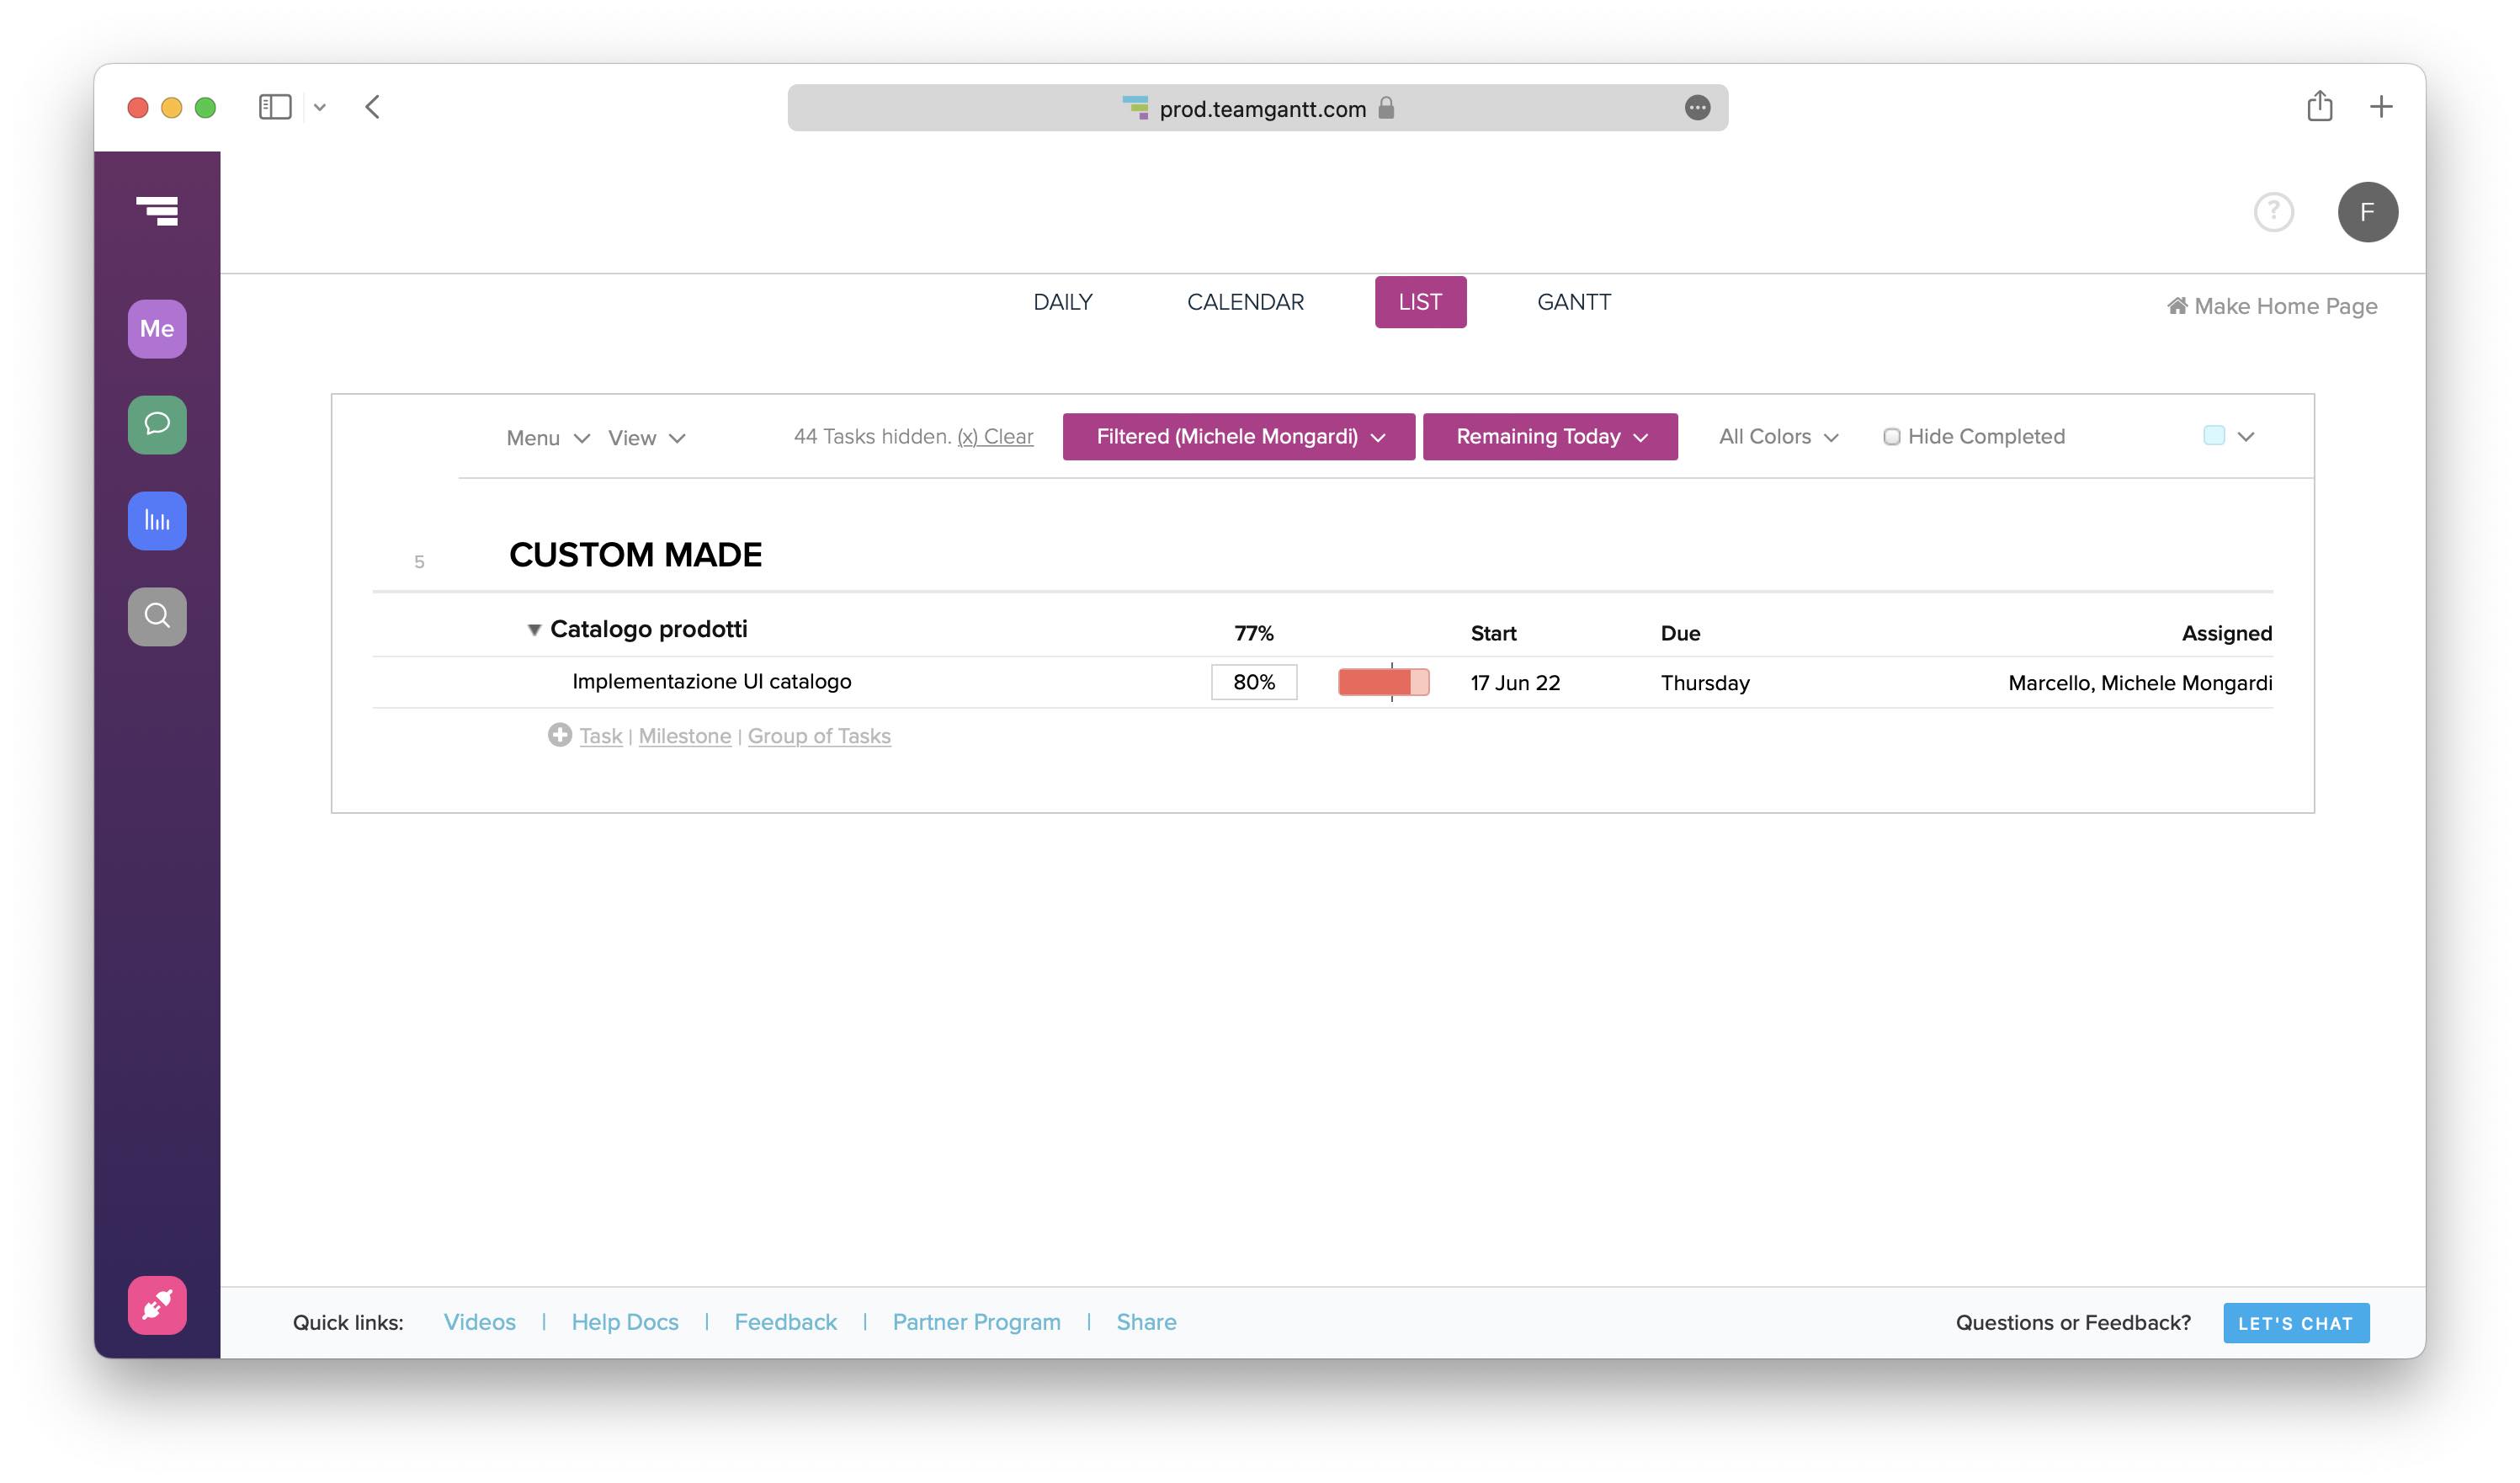 prod.teamgantt.com
?
F
DAILY CALENDAR LIST GANTT
Make Home Page
Me
Menu View 44 Tasks hidden. (x) Clear Filtered (Michele Mongardi) Remaining Today All Colors Hide Completed
5 CUSTOM MADE
Catalogo prodotti 77% Start Due Assigned
Implementazione UI catalogo 80% 17 Jun 22 Thursday Marcello, Michele Mongardi
Task | Milestone | Group of Tasks
Quick links: Videos | Help Docs | Feedback | Partner Program | Share Questions or Feedback? LET'S CHAT